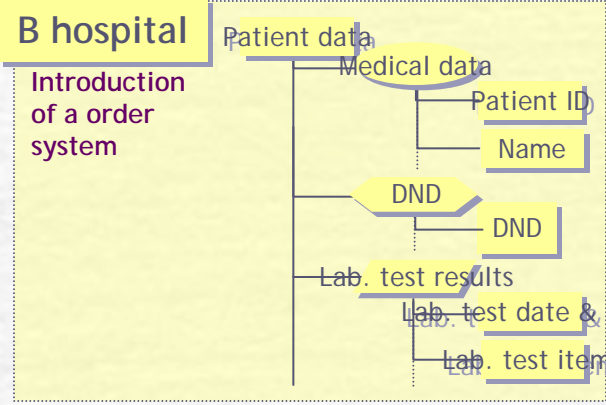 B hospital
Introduction
of a order
system
Patient data
Medical data
Patient ID
Name
DND
DND
Lab. test results
Lab. test date &
Lab. test item